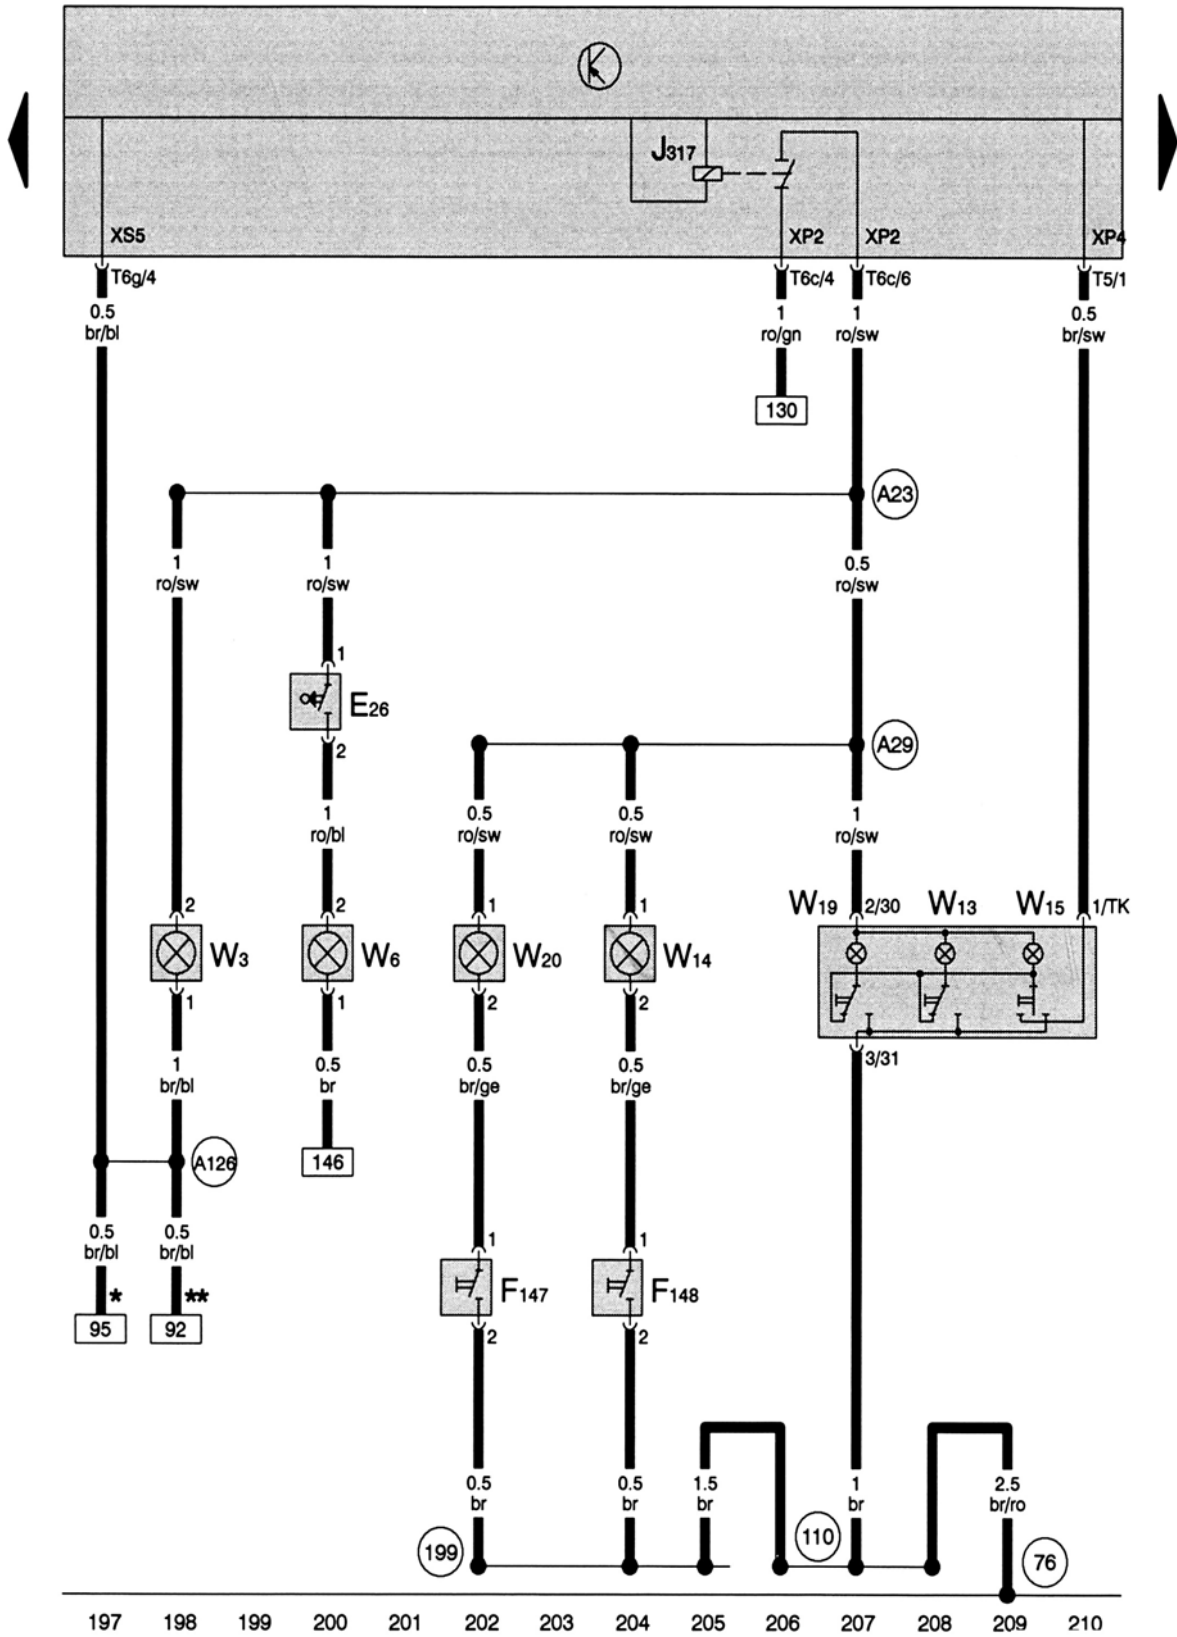 J317
XS5 XP2 XP2 XP4
T6g/4 T6c/4 T6c/6 T5/1
0.5 1 1 0.5
br/bl ro/gn ro/sw br/sw
130
A23
1 1 0.5
ro/sw ro/sw ro/sw
1
E26
2
A29
1 0.5 0.5 1
ro/bl ro/sw ro/sw ro/sw
2 2 1 1 W19 2/30 W13 W15 1/TK
W3 W6 W20 W14
1 1 2 2
3/31
1 0.5 0.5 0.5
br/bl br br/ge br/ge
A126
146
0.5 0.5 1 1
br/bl br/bl
F147 F148
* **
95 92 2 2
0.5 0.5 1.5 1 2.5
br br br br br/ro
199 110 76
197 198 199 200 201 202 203 204 205 206 207 208 209 210